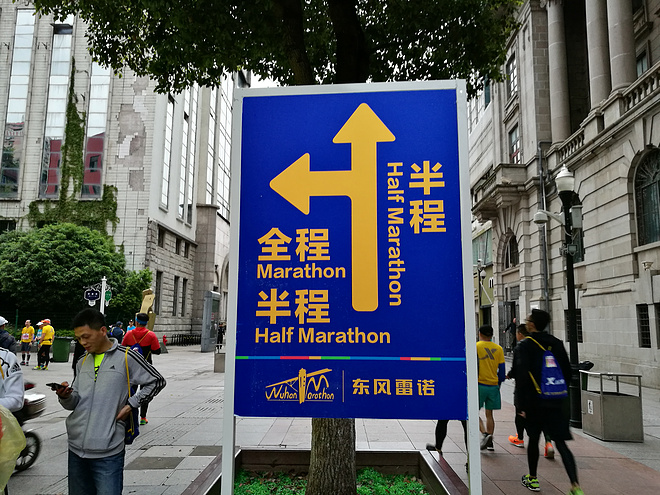 半程
Half Marathon
全程
Marathon
半程
Half Marathon
Wuhan Marathon
东风雷诺